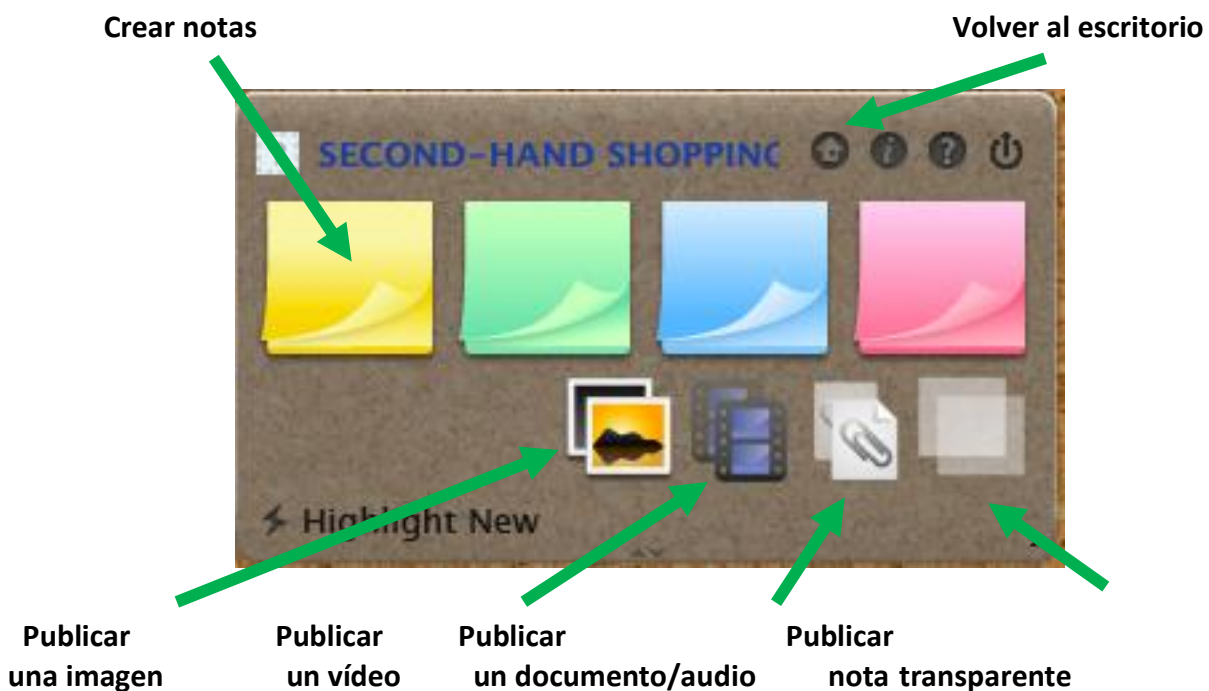 Crear notas Volver al escritorio
SECOND-HAND SHOPPING
Highlight New
Publicar Publicar Publicar Publicar
una imagen un vídeo un documento/audio nota transparente